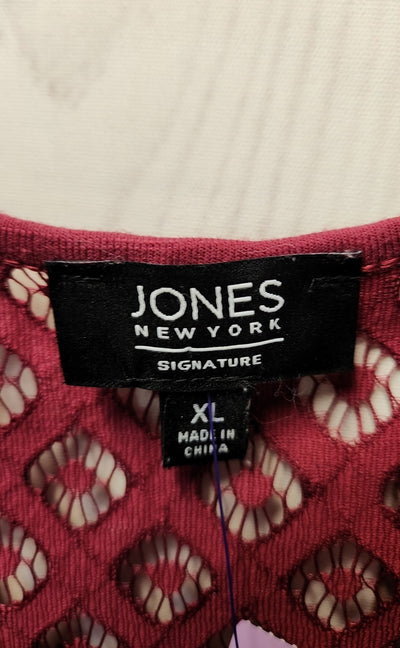 JONES
NEW YORK
SIGNATURE
XL
MADE IN
CHINA